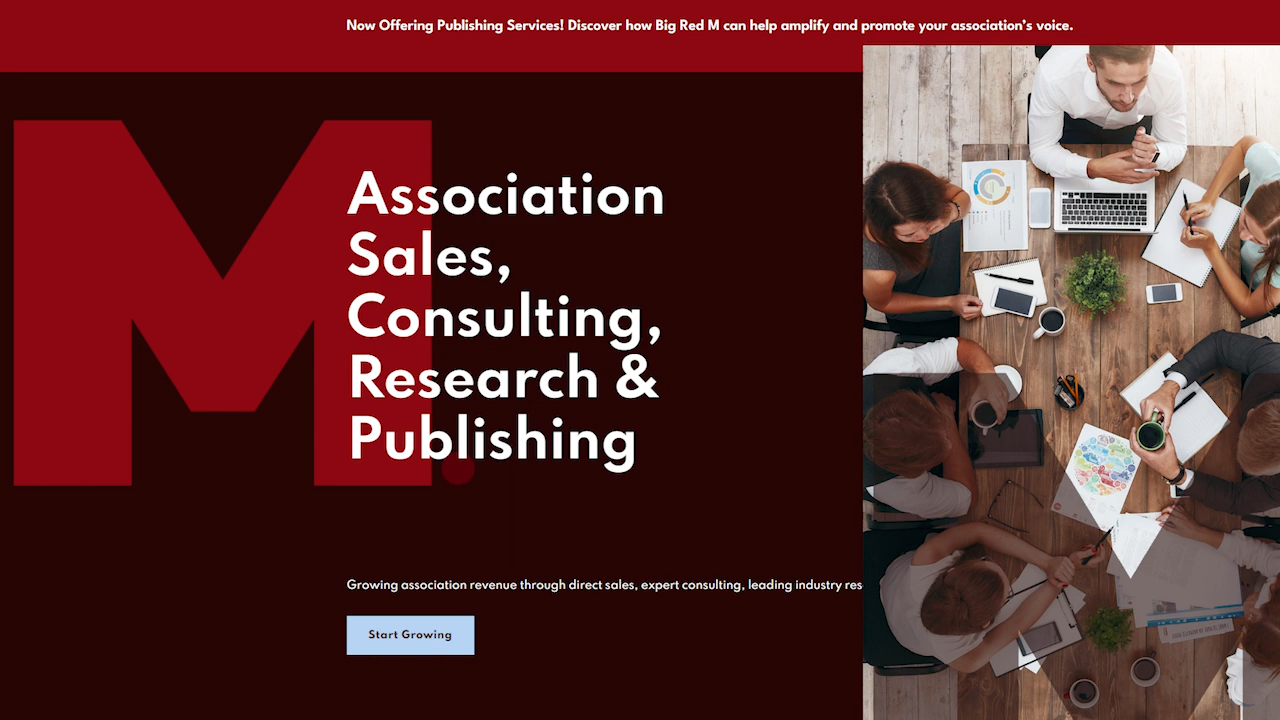 Now Offering Publishing Services! Discover how Big Red M can help amplify and promote your association's voice.
M.
Association
Sales,
Consulting,
Research &
Publishing
Growing association revenue through direct sales, expert consulting, leading industry res
Start Growing